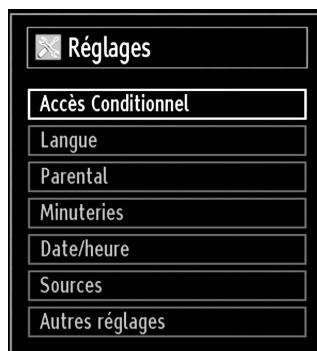 Réglages
Accès Conditionnel
Langue
Parental
Minuteries
Date/heure
Sources
Autres réglages